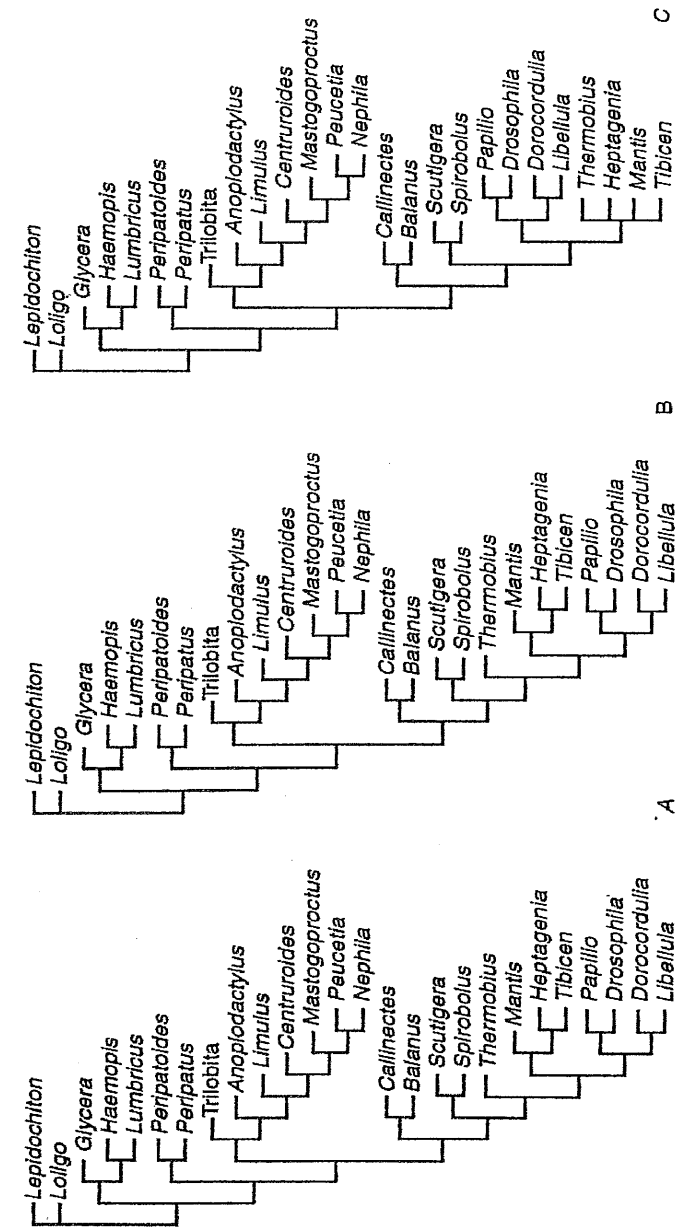 Lepidochiton
Loligo
Glycera
Haemopis
Lumbricus
Peripatoides
Peripatus
Trilobita
Anoplodactylus
Limulus
Centruroides
Mastogoproctus
Peucetia
Nephila
Callinectes
Balanus
Scutigera
Spirobolus
Thermobius
Mantis
Heptagenia
Tibicen
Papilio
Drosophila
Dorocordulia
Libellula
A
Lepidochiton
Loligo
Glycera
Haemopis
Lumbricus
Peripatoides
Peripatus
Trilobita
Anoplodactylus
Limulus
Centruroides
Mastogoproctus
Peucetia
Nephila
Callinectes
Balanus
Scutigera
Spirobolus
Thermobius
Mantis
Heptagenia
Tibicen
Papilio
Drosophila
Dorocordulia
Libellula
B
Lepidochiton
Loligo
Glycera
Haemopis
Lumbricus
Peripatoides
Peripatus
Trilobita
Anoplodactylus
Limulus
Centruroides
Mastogoproctus
Peucetia
Nephila
Callinectes
Balanus
Scutigera
Spirobolus
Papilio
Drosophila
Dorocordulia
Libellula
Thermobius
Heptagenia
Mantis
Tibicen
C